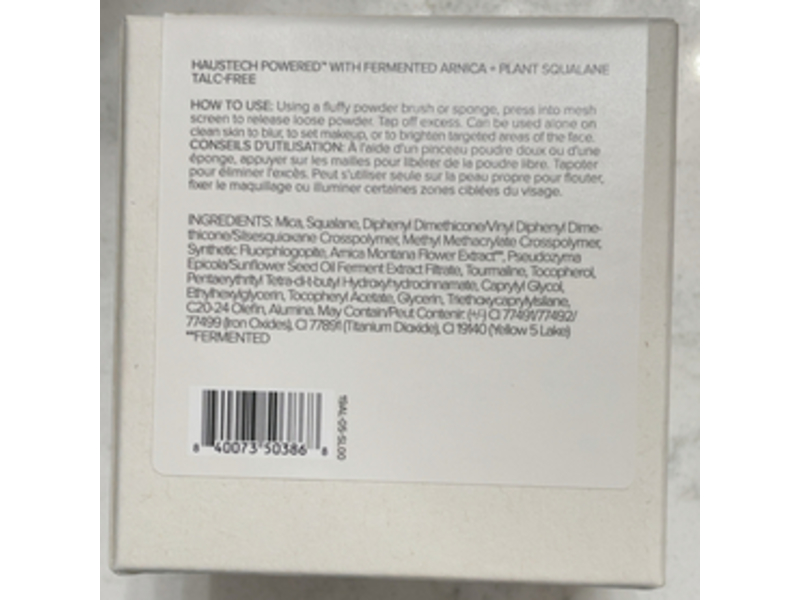 HAUSTECH POWERED™ WITH FERMENTED ARNICA + PLANT SQUALANE
TALC-FREE
HOW TO USE: Using a fluffy powder brush or sponge, press into mesh
screen to release loose powder. Tap off excess. Can be used alone on
clean skin to blur, to set makeup, or to brighten targeted areas of the face.
CONSEILS D'UTILISATION: À l'aide d'un pinceau poudre doux ou d'une
éponge, appuyer sur les mailles pour libérer de la poudre libre. Tapoter
pour éliminer l'excès. Peut s'utiliser seule sur la peau propre pour flouter,
fixer le maquillage ou illuminer certaines zones ciblées du visage.
INGREDIENTS: Mica, Squalane, Diphenyl Dimethicone/Vinyl Diphenyl Dime-
thicone/Silsesquioxane Crosspolymer, Methyl Methacrylate Crosspolymer,
Synthetic Fluorphlogopite, Arnica Montana Flower Extract**, Pseudozyma
Epicola/Sunflower Seed Oil Ferment Extract Filtrate, Tourmaline, Tocopherol,
Pentaerythrityl Tetra-di-t-butyl Hydroxyhydrocinnamate, Caprylyl Glycol,
Ethylhexylglycerin, Tocopheryl Acetate, Glycerin, Triethoxycaprylylsilane,
C20-24 Olefin, Alumina. May Contain/Peut Contenir: (+/-) CI 77491/77492/
77499 (Iron Oxides), CI 77891 (Titanium Dioxide), CI 19140 (Yellow 5 Lake)
**FERMENTED
8 40073 50386 8